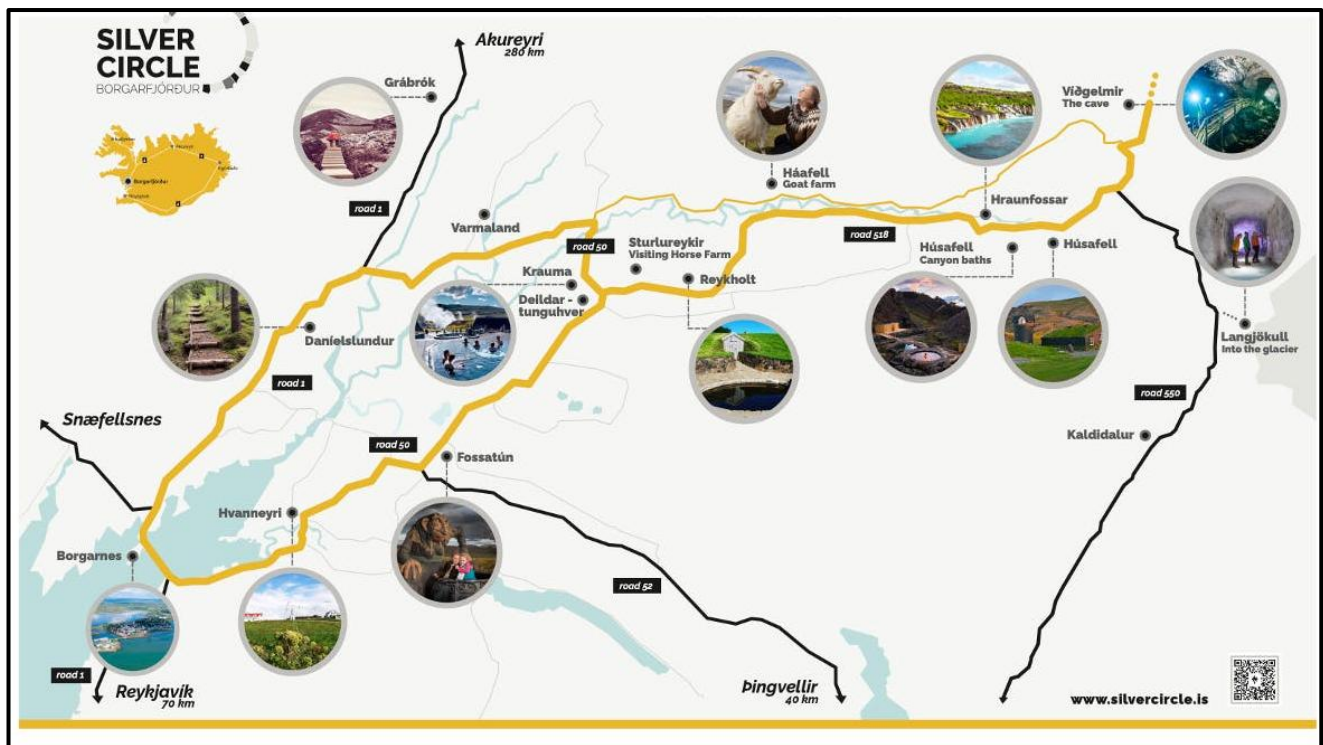 SILVER
CIRCLE
BORGARFJÖRÐUR
Akureyri
280 km
Grábrók
road 1
Varmaland
Háafell
Goat farm
Hraunfossar
Víðgelmir
The cave
road 50
Sturlureykir
Visiting Horse Farm
Krauma
Deildar -
tunguhver
Reykholt
road 518
Húsafell
Canyon baths
Húsafell
Langjökull
Into the glacier
Daníelslundur
road 1
Snæfellsnes
road 50
Fossatún
road 550
Kaldidalur
Hvanneyri
Borgarnes
road 52
road 1
Reykjavík
70 km
Þingvellir
40 km
www.silvercircle.is
Borgarfjörður